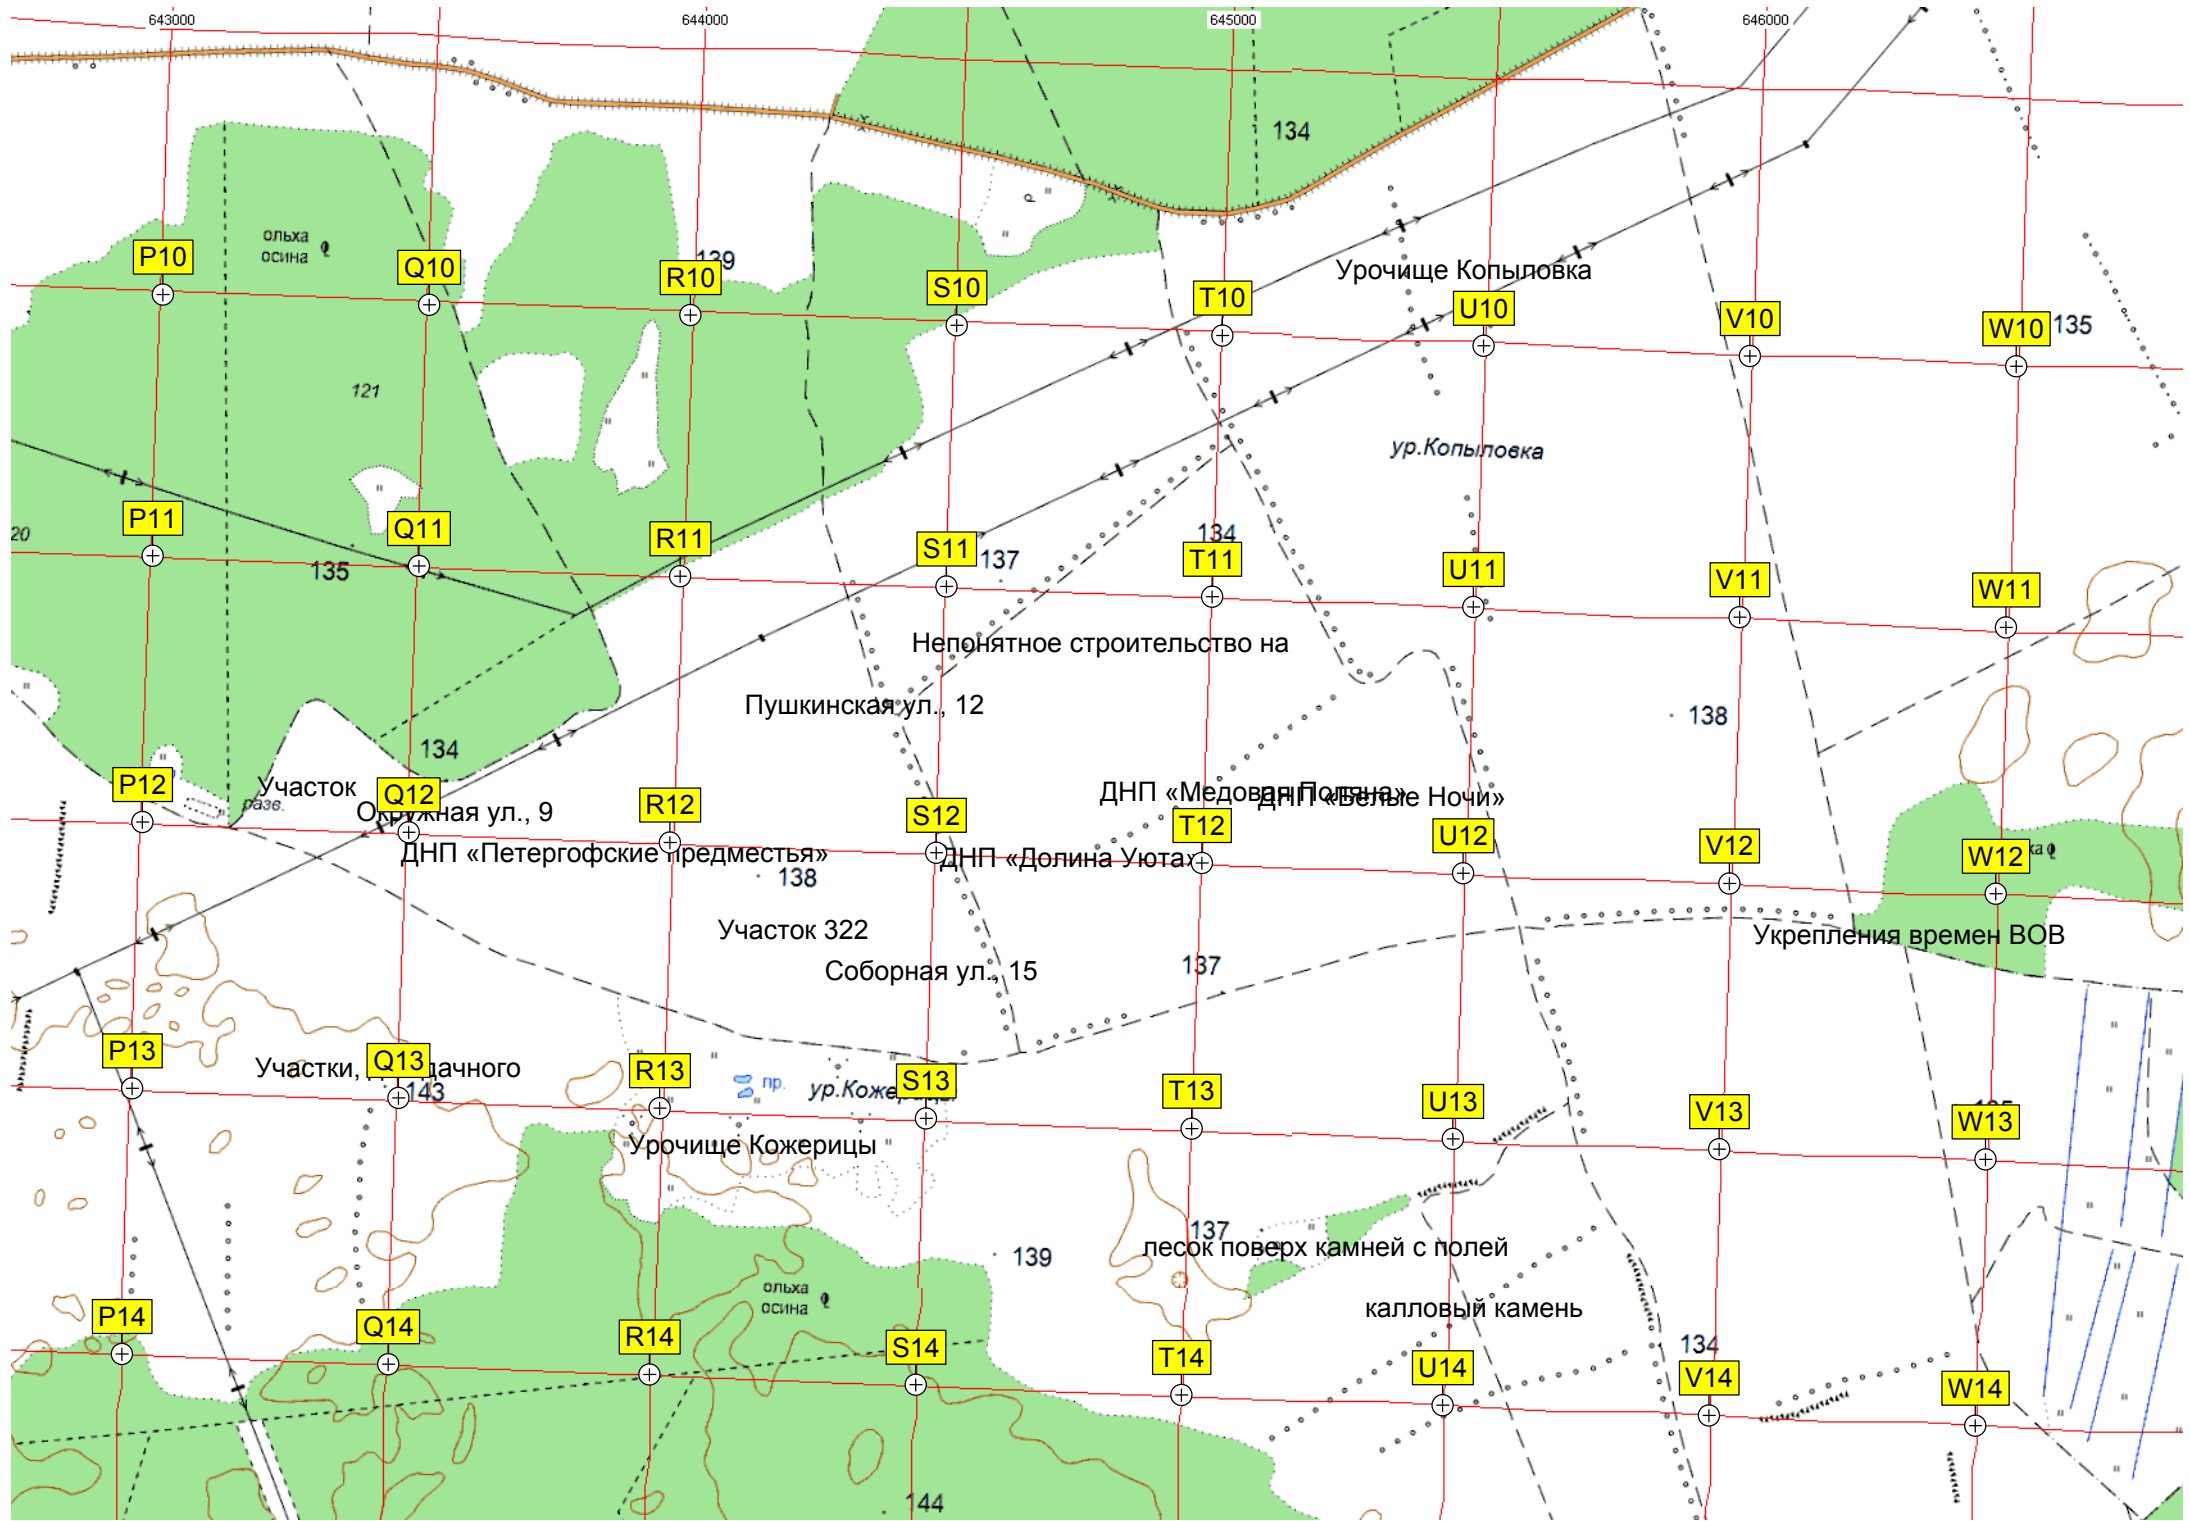 643000
644000
645000
646000
134
ольха
осина
P10
Q10
139
R10
S10
T10
Урочище Копыловка
U10
V10
W10
135
121
ур.Копыловка
P11
20
Q11
135
R11
S11
137
134
T11
U11
V11
W11
Непонятное строительство на
Пушкинская ул., 12
138
134
P12
Участок
разв.
Q12
Окружная ул., 9
R12
S12
ДНП «Медовая Поляна»
ДНП «Белые Ночи»
T12
U12
V12
W12
ДНП «Петергофские предместья»
ДНП «Долина Уюта»
138
Участок 322
Укрепления времен ВОВ
Соборная ул., 15
137
P13
Участки,
дачного
Q13
143
R13
пр.
ур.Кожерицы
S13
T13
U13
V13
W13
Урочище Кожерицы
137
лесок поверх камней с полей
139
ольха
осина
калловый камень
P14
Q14
R14
S14
T14
U14
134
V14
W14
144